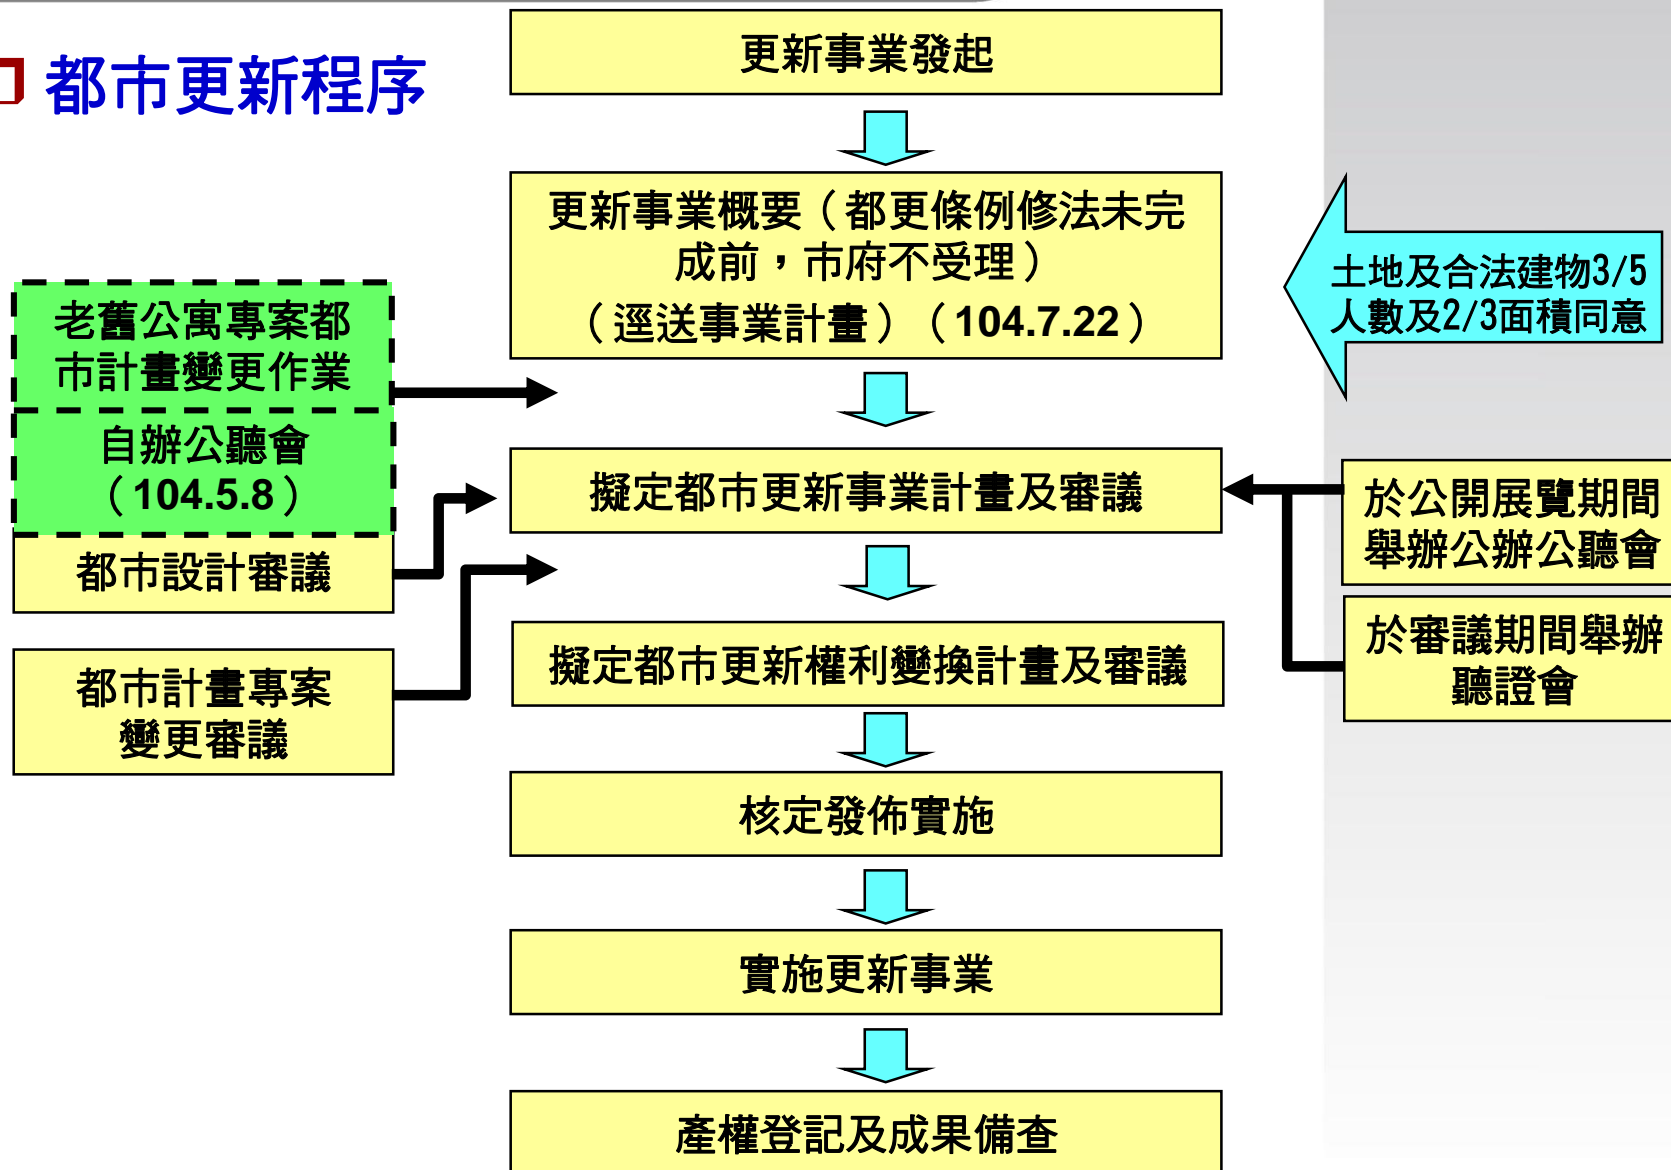 都市更新程序
更新事業發起
更新事業概要（都更條例修法未完
成前，市府不受理）
（逕送事業計畫）（104.7.22）
土地及合法建物3/5
人數及2/3面積同意
老舊公寓專案都
市計畫變更作業
自辦公聽會
（104.5.8）
都市設計審議
都市計畫專案
變更審議
擬定都市更新事業計畫及審議
於公開展覽期間
舉辦公辦公聽會
於審議期間舉辦
聽證會
擬定都市更新權利變換計畫及審議
核定發佈實施
實施更新事業
產權登記及成果備查